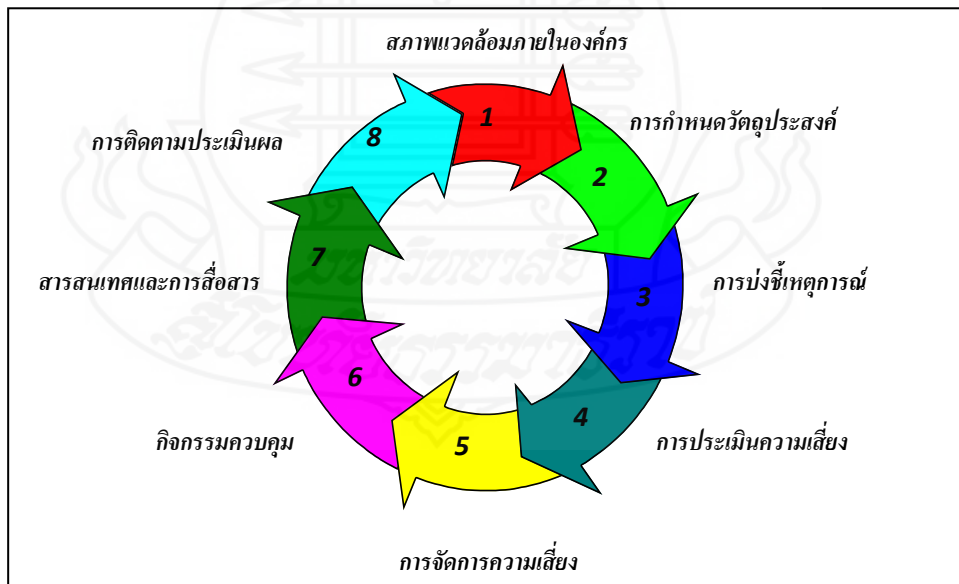 สภาพแวดล้อมภายในองค์กร
1
การกำหนดวัตถุประสงค์
2
การบ่งชี้เหตุการณ์
3
การประเมินความเสี่ยง
4
การจัดการความเสี่ยง
5
กิจกรรมควบคุม
6
สารสนเทศและการสื่อสาร
7
การติดตามประเมินผล
8